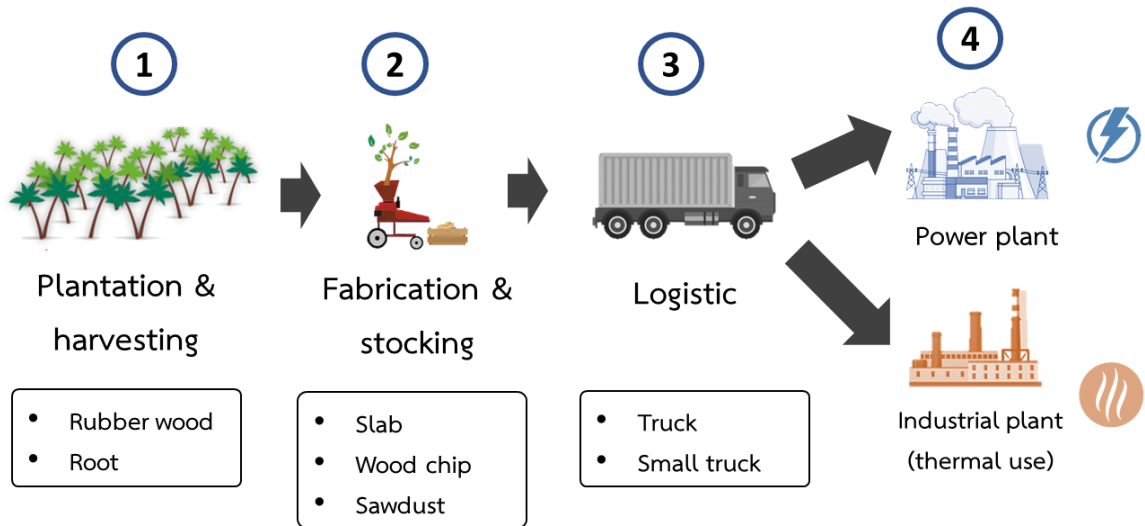 1
2
3
4
Plantation &
harvesting
Fabrication &
stocking
Logistic
Power plant
Industrial plant
(thermal use)
• Rubber wood
• Root
• Slab
• Wood chip
• Sawdust
• Truck
• Small truck